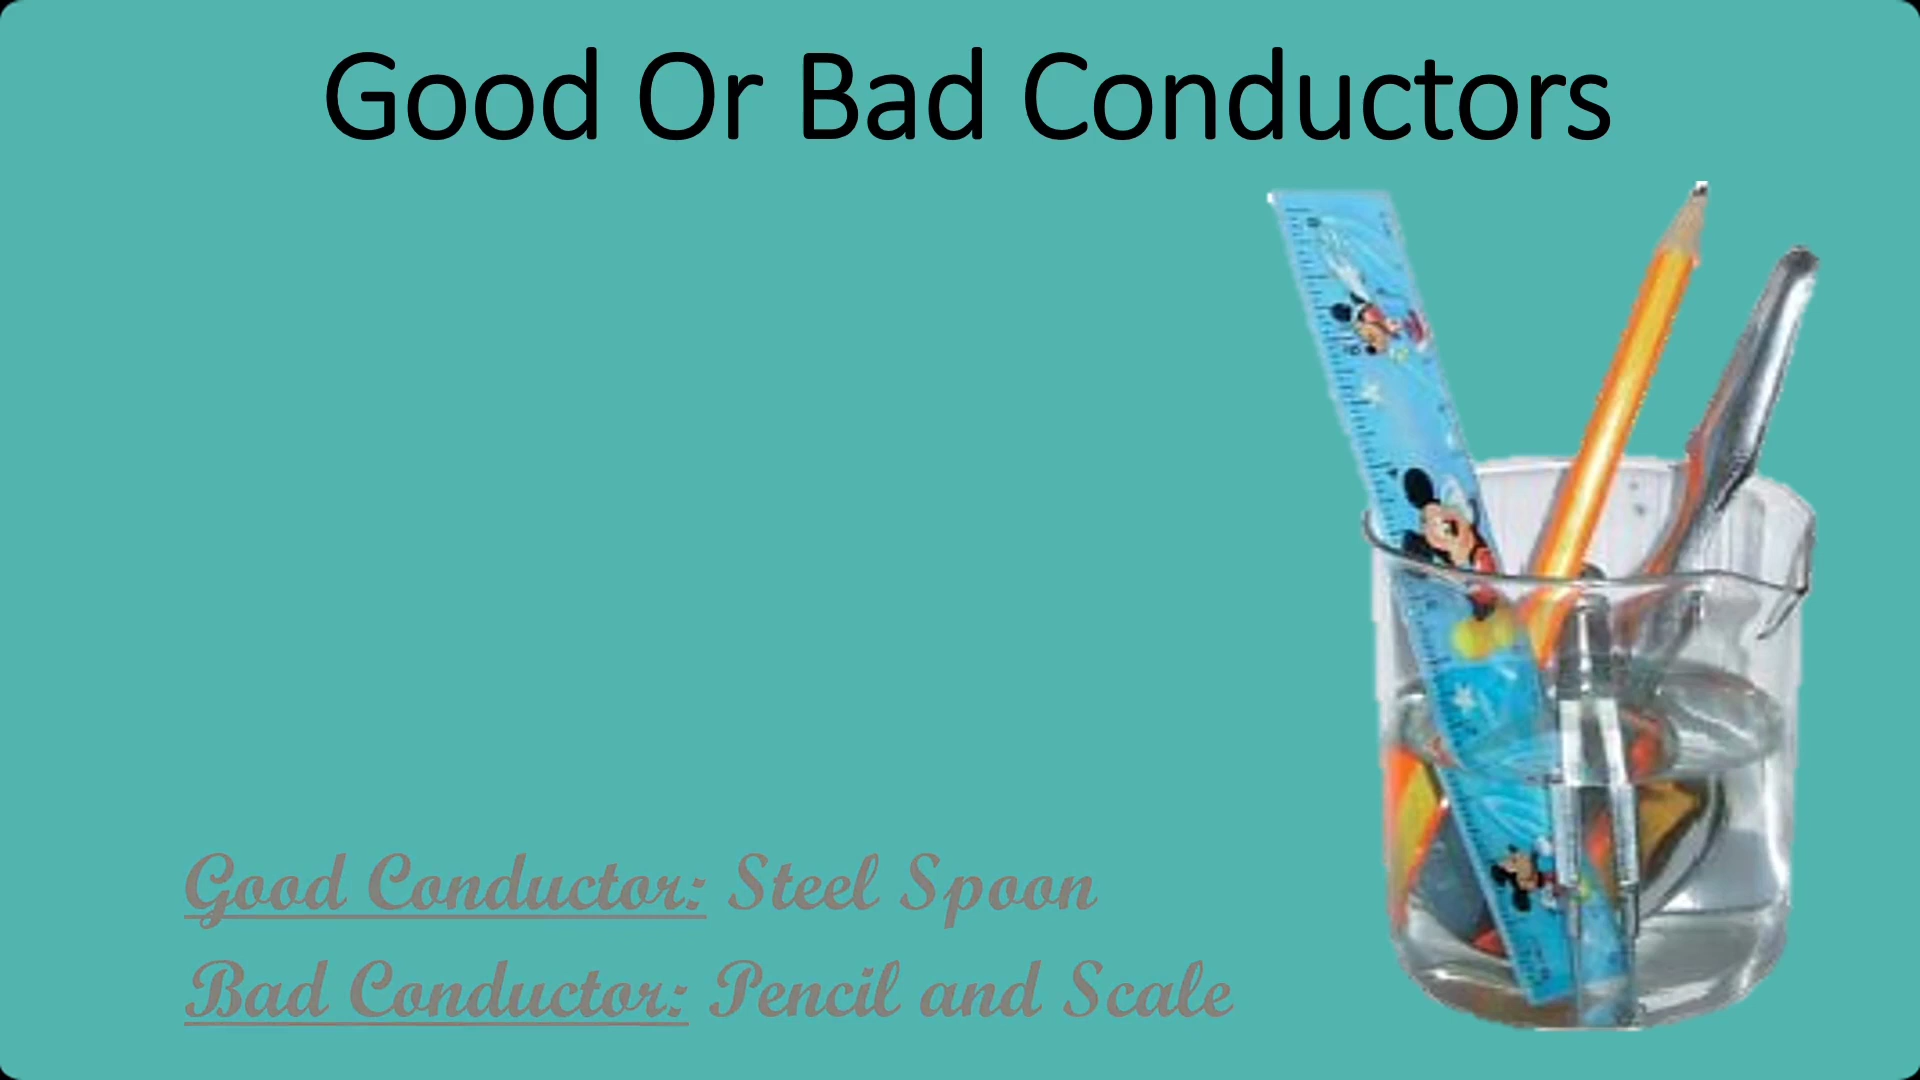 Good Or Bad Conductors
Good Conductor: Steel Spoon
Bad Conductor: Pencil and Scale